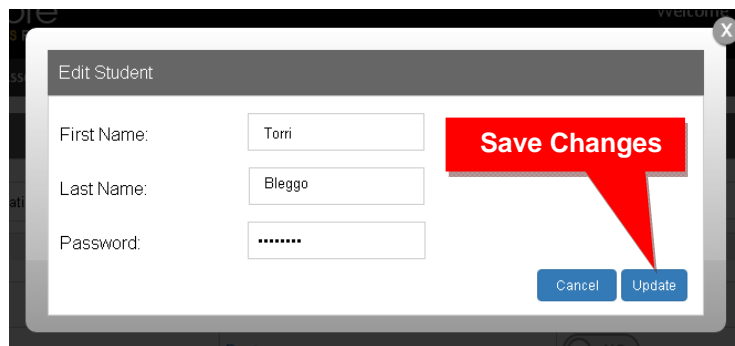 Welcome
X
Edit Student
First Name:
Torri
Save Changes
Last Name:
Bleggo
Password:
••••••••
Cancel
Update